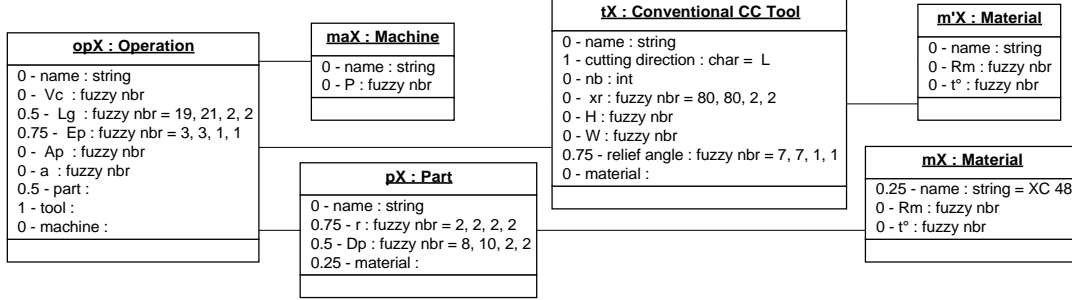 opX : Operation
0 - name : string
0 - Vc : fuzzy nbr
0.5 - Lg : fuzzy nbr = 19, 21, 2, 2
0.75 - Ep : fuzzy nbr = 3, 3, 1, 1
0 - Ap : fuzzy nbr
0 - a : fuzzy nbr
0.5 - part :
1 - tool :
0 - machine :
maX : Machine
0 - name : string
0 - P : fuzzy nbr
pX : Part
0 - name : string
0.75 - r : fuzzy nbr = 2, 2, 2, 2
0.5 - Dp : fuzzy nbr = 8, 10, 2, 2
0.25 - material :
tX : Conventional CC Tool
0 - name : string
1 - cutting direction : char = L
0 - nb : int
0 - xr : fuzzy nbr = 80, 80, 2, 2
0 - H : fuzzy nbr
0 - W : fuzzy nbr
0.75 - relief angle : fuzzy nbr = 7, 7, 1, 1
0 - material :
m'X : Material
0 - name : string
0 - Rm : fuzzy nbr
0 - t° : fuzzy nbr
mX : Material
0.25 - name : string = XC 48
0 - Rm : fuzzy nbr
0 - t° : fuzzy nbr